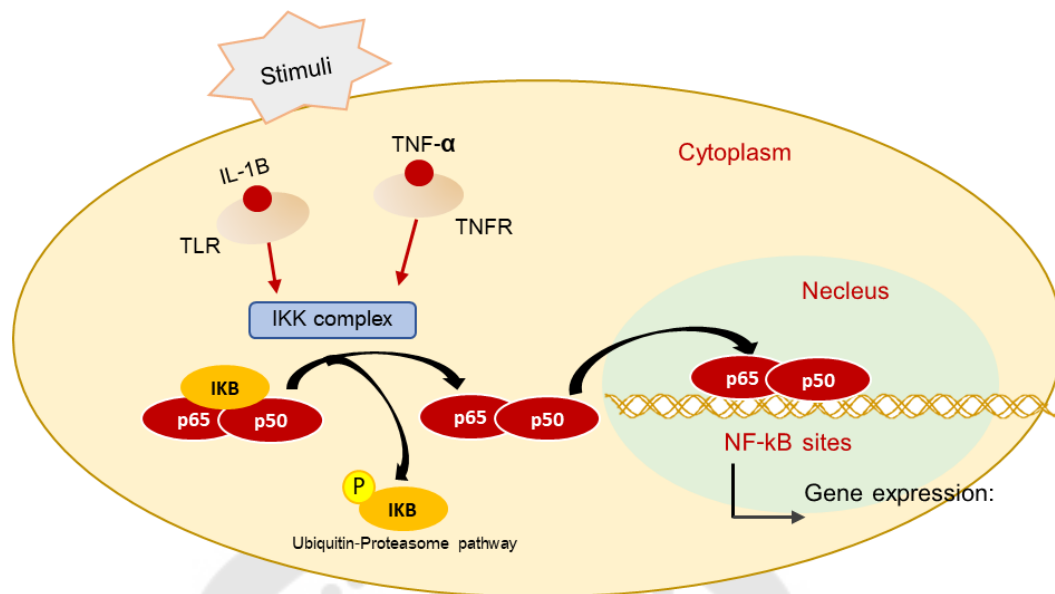 Stimuli
IL-1B
TNF-α
Cytoplasm
TLR
TNFR
Necleus
IKK complex
IKB
p65 p50
p65 p50
p65 p50
NF-kB sites
Gene expression:
P
IKB
Ubiquitin-Proteasome pathway